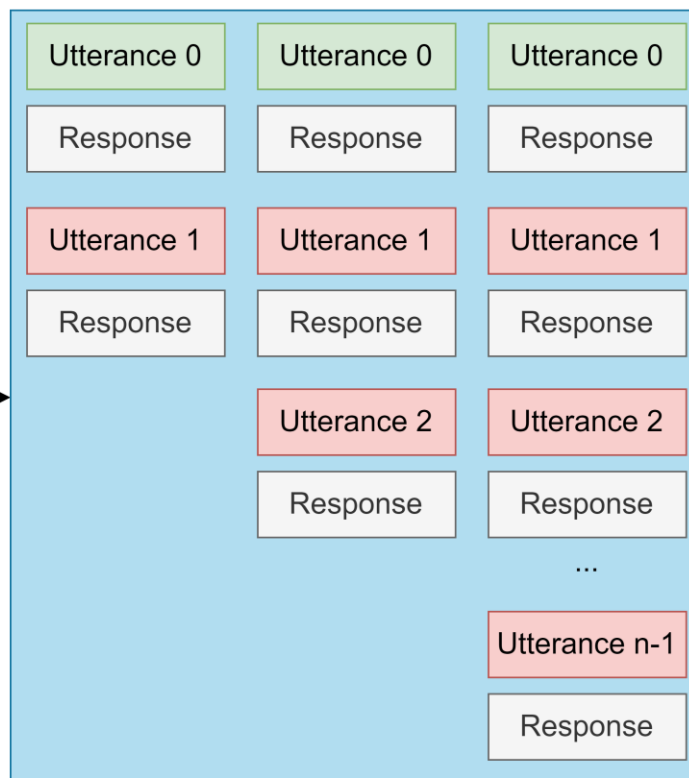 Utterance 0 Utterance 0 Utterance 0
Response Response Response
Utterance 1 Utterance 1 Utterance 1
Response Response Response
Utterance 2 Utterance 2
Response Response
...
Utterance n-1
Response